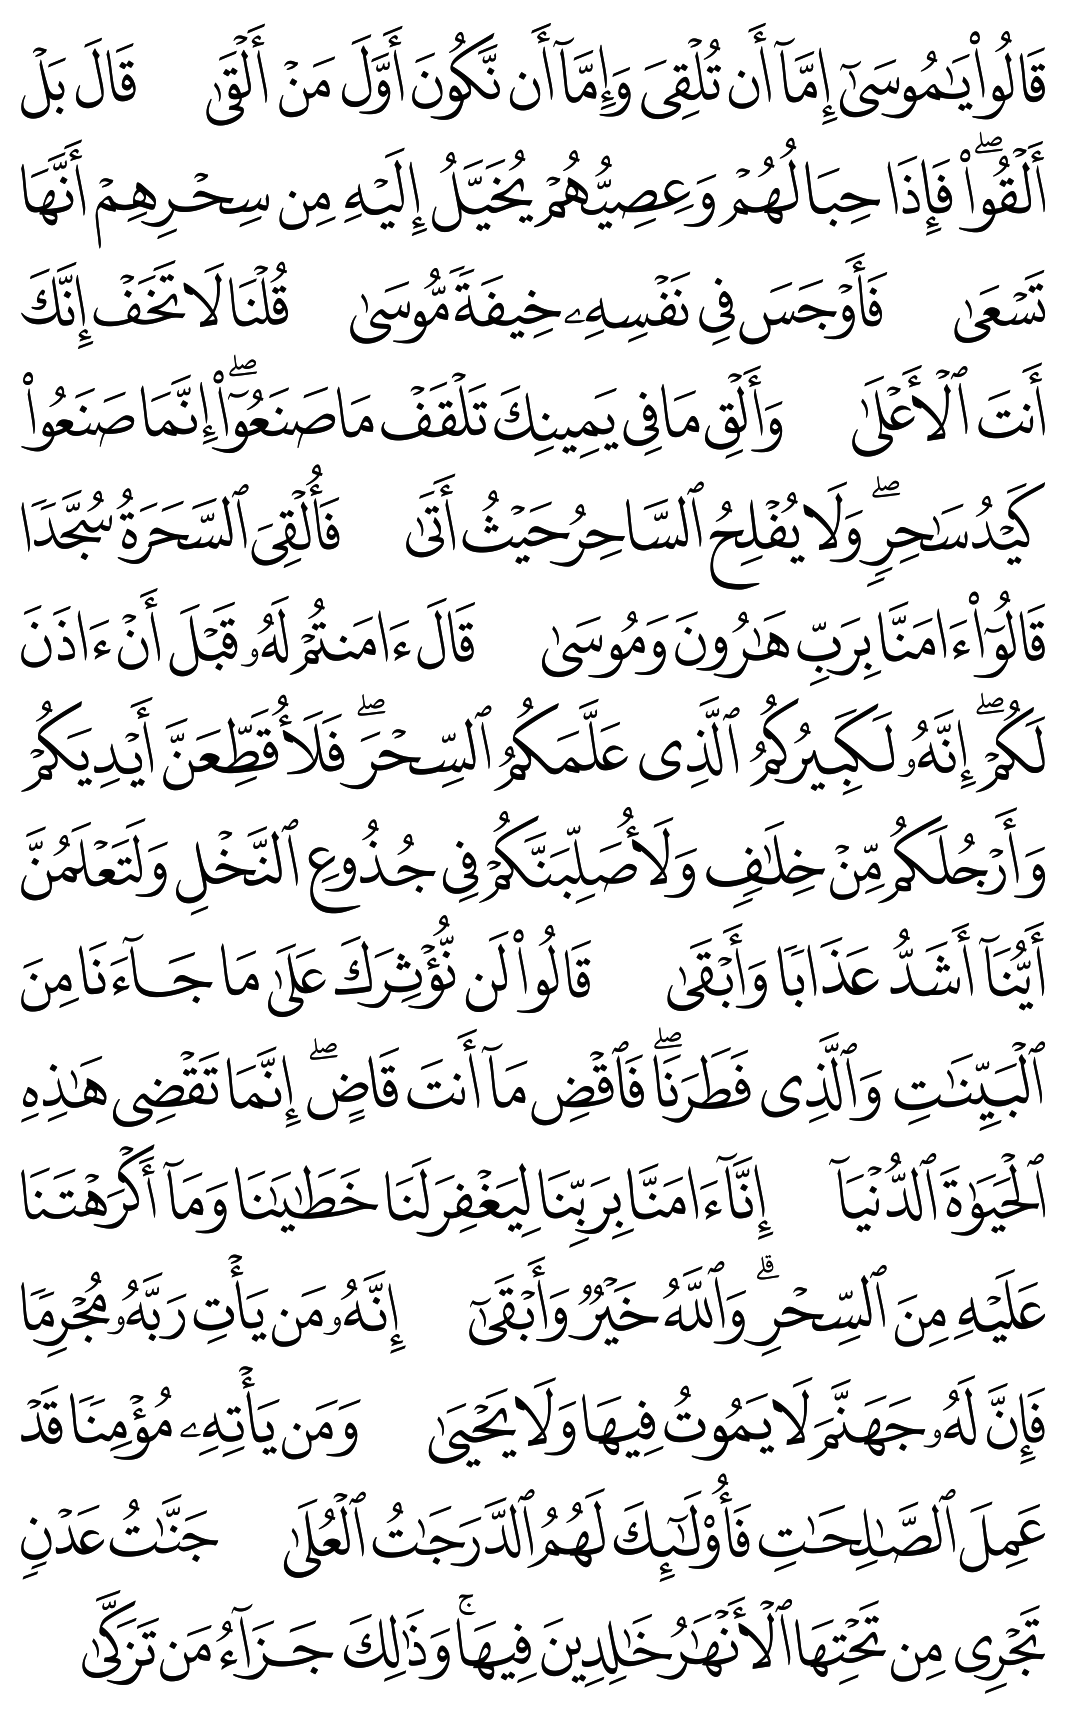 قَالُوا۟ يَـٰمُوسَىٰٓ إِمَّآ أَن تُلْقِىَ وَإِمَّآ أَن نَّكُونَ أَوَّلَ مَنْ أَلْقَىٰ قَالَ بَلْ
أَلْقُوا۟ ۖ فَإِذَا حِبَالُهُمْ وَعِصِيُّهُمْ يُخَيَّلُ إِلَيْهِ مِن سِحْرِهِمْ أَنَّهَا
تَسْعَىٰ فَأَوْجَسَ فِى نَفْسِهِۦ خِيفَةً مُّوسَىٰ قُلْنَا لَا تَخَفْ إِنَّكَ
أَنتَ ٱلْأَعْلَىٰ وَأَلْقِ مَا فِى يَمِينِكَ تَلْقَفْ مَا صَنَعُوٓا۟ ۖ إِنَّمَا صَنَعُوا۟
كَيْدُ سَـٰحِرٍ ۖ وَلَا يُفْلِحُ ٱلسَّاحِرُ حَيْثُ أَتَىٰ فَأُلْقِىَ ٱلسَّحَرَةُ سُجَّدًا
قَالُوٓا۟ ءَامَنَّا بِرَبِّ هَـٰرُونَ وَمُوسَىٰ قَالَ ءَامَنتُمْ لَهُۥ قَبْلَ أَنْ ءَاذَنَ
لَكُمْ ۖ إِنَّهُۥ لَكَبِيرُكُمُ ٱلَّذِى عَلَّمَكُمُ ٱلسِّحْرَ ۖ فَلَأُقَطِّعَنَّ أَيْدِيَكُمْ
وَأَرْجُلَكُم مِّنْ خِلَـٰفٍ وَلَأُصَلِّبَنَّكُمْ فِى جُذُوعِ ٱلنَّخْلِ وَلَتَعْلَمُنَّ
أَيُّنَآ أَشَدُّ عَذَابًا وَأَبْقَىٰ قَالُوا۟ لَن نُّؤْثِرَكَ عَلَىٰ مَا جَآءَنَا مِنَ
ٱلْبَيِّنَـٰتِ وَٱلَّذِى فَطَرَنَا ۖ فَٱقْضِ مَآ أَنتَ قَاضٍ ۖ إِنَّمَا تَقْضِى هَـٰذِهِ
ٱلْحَيَوٰةَ ٱلدُّنْيَآ إِنَّآ ءَامَنَّا بِرَبِّنَا لِيَغْفِرَ لَنَا خَطَـٰيَـٰنَا وَمَآ أَكْرَهْتَنَا
عَلَيْهِ مِنَ ٱلسِّحْرِ ۗ وَٱللَّهُ خَيْرٌ وَأَبْقَىٰٓ إِنَّهُۥ مَن يَأْتِ رَبَّهُۥ مُجْرِمًا
فَإِنَّ لَهُۥ جَهَنَّمَ لَا يَمُوتُ فِيهَا وَلَا يَحْيَىٰ وَمَن يَأْتِهِۦ مُؤْمِنًا قَدْ
عَمِلَ ٱلصَّـٰلِحَـٰتِ فَأُو۟لَـٰٓئِكَ لَهُمُ ٱلدَّرَجَـٰتُ ٱلْعُلَىٰ جَنَّـٰتُ عَدْنٍ
تَجْرِى مِن تَحْتِهَا ٱلْأَنْهَـٰرُ خَـٰلِدِينَ فِيهَا ۚ وَذَٰلِكَ جَزَآءُ مَن تَزَكَّىٰ